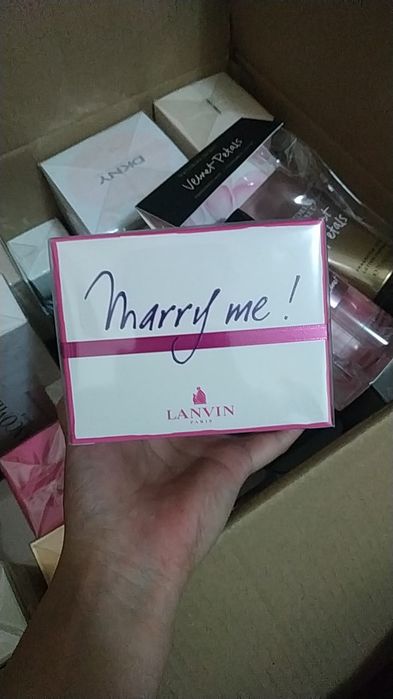 DKNY
Velvet Petals
Marry me!
LANVIN
PARIS